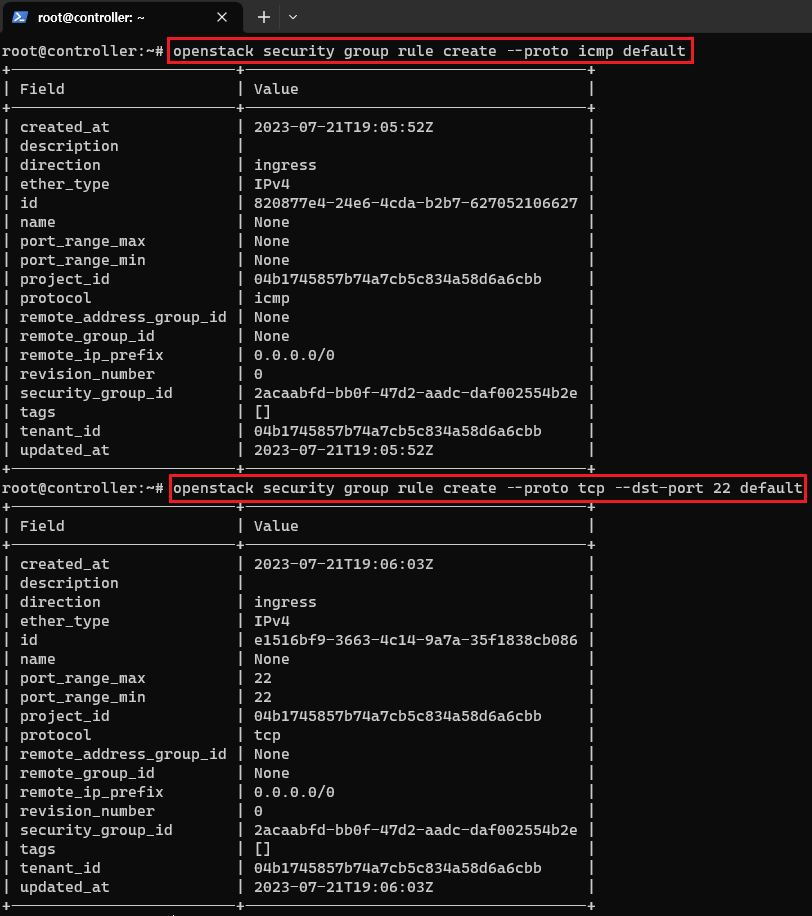 root@controller: ~
root@controller:~# openstack security group rule create --proto icmp default
+-------------------------+--------------------------------------+
| Field                   | Value                                |
+-------------------------+--------------------------------------+
| created_at              | 2023-07-21T19:05:52Z                 |
| description             |                                      |
| direction               | ingress                              |
| ether_type              | IPv4                                 |
| id                      | 820877e4-24e6-4cda-b2b7-627052106627 |
| name                    | None                                 |
| port_range_max          | None                                 |
| port_range_min          | None                                 |
| project_id              | 04b1745857b74a7cb5c834a58d6a6cbb     |
| protocol                | icmp                                 |
| remote_address_group_id | None                                 |
| remote_group_id         | None                                 |
| remote_ip_prefix        | 0.0.0.0/0                            |
| revision_number         | 0                                    |
| security_group_id       | 2acaabfd-bb0f-47d2-aadc-daf002554b2e |
| tags                    | []                                   |
| tenant_id               | 04b1745857b74a7cb5c834a58d6a6cbb     |
| updated_at              | 2023-07-21T19:05:52Z                 |
+-------------------------+--------------------------------------+
root@controller:~# openstack security group rule create --proto tcp --dst-port 22 default
+-------------------------+--------------------------------------+
| Field                   | Value                                |
+-------------------------+--------------------------------------+
| created_at              | 2023-07-21T19:06:03Z                 |
| description             |                                      |
| direction               | ingress                              |
| ether_type              | IPv4                                 |
| id                      | e1516bf9-3663-4c14-9a7a-35f1838cb086 |
| name                    | None                                 |
| port_range_max          | 22                                   |
| port_range_min          | 22                                   |
| project_id              | 04b1745857b74a7cb5c834a58d6a6cbb     |
| protocol                | tcp                                  |
| remote_address_group_id | None                                 |
| remote_group_id         | None                                 |
| remote_ip_prefix        | 0.0.0.0/0                            |
| revision_number         | 0                                    |
| security_group_id       | 2acaabfd-bb0f-47d2-aadc-daf002554b2e |
| tags                    | []                                   |
| tenant_id               | 04b1745857b74a7cb5c834a58d6a6cbb     |
| updated_at              | 2023-07-21T19:06:03Z                 |
+-------------------------+--------------------------------------+